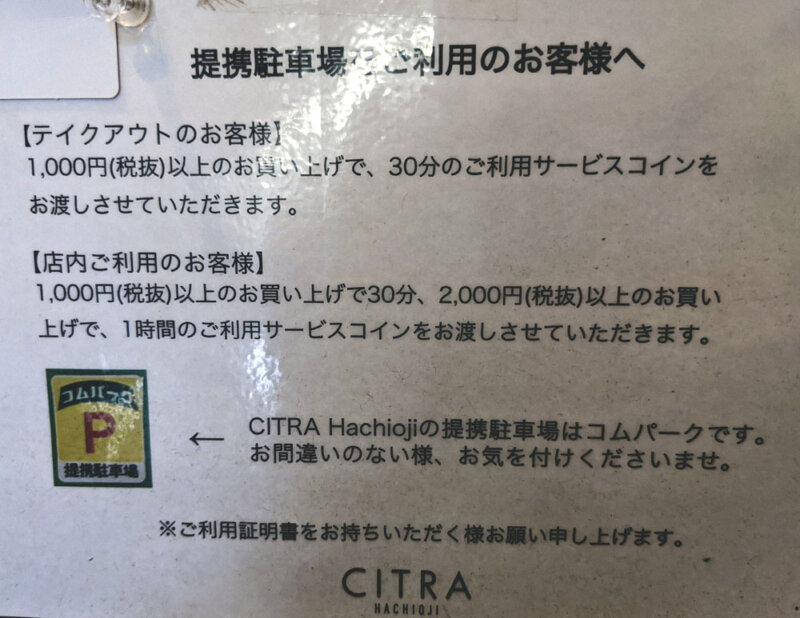 提携駐車場をご利用のお客様へ
【テイクアウトのお客様】
1,000円(税抜)以上のお買い上げで、30分のご利用サービスコインを
お渡しさせていただきます。
【店内ご利用のお客様】
1,000円(税抜)以上のお買い上げで30分、2,000円(税抜)以上のお買い
上げで、1時間のご利用サービスコインをお渡しさせていただきます。
コムパーク
P
提携駐車場
← CITRA Hachiojiの提携駐車場はコムパークです。
お間違いのない様、お気を付けくださいませ。
※ご利用証明書をお持ちいただく様お願い申し上げます。
CITRA
HACHIOJI